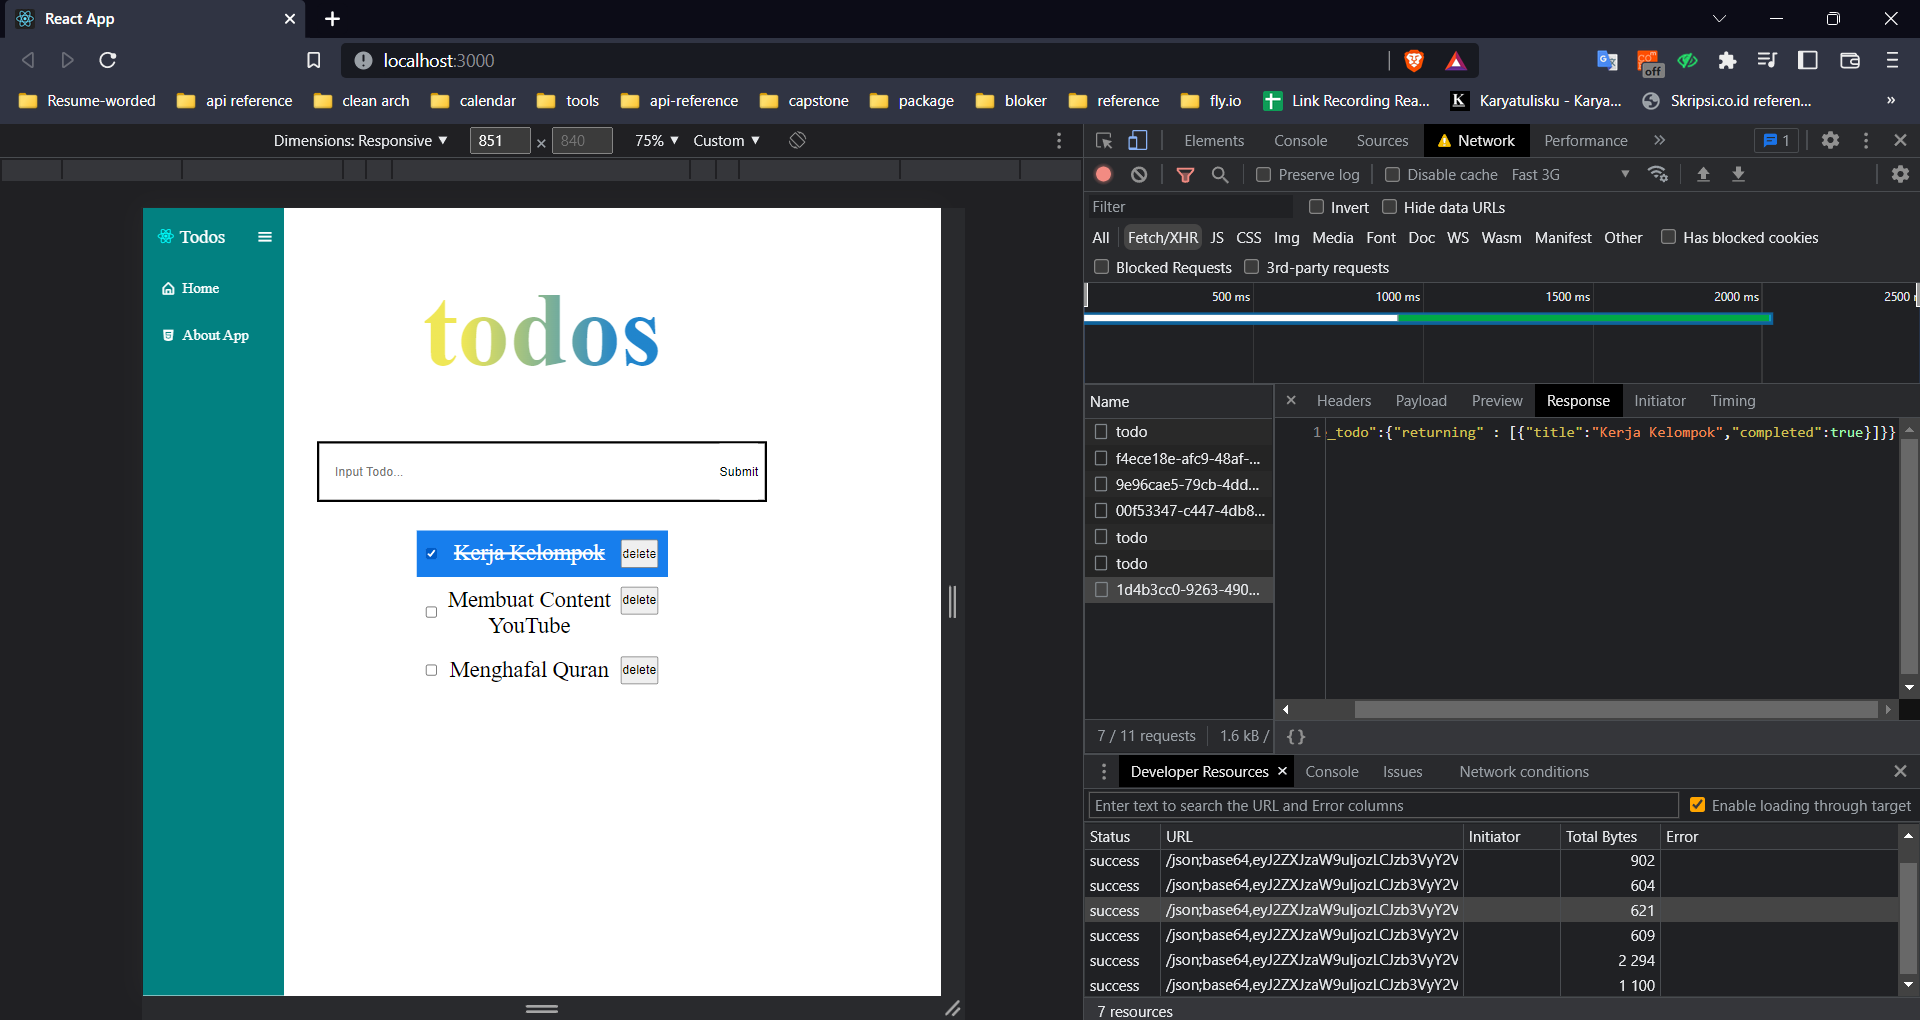 React App
localhost:3000
Resume-worded
api reference
clean arch
calendar
tools
api-reference
capstone
package
bloker
reference
fly.io
Link Recording Rea...
Karyatulisku - Karya...
Skripsi.co.id referen...
»
off
Dimensions: Responsive ▼ 851 × 840 75% ▼ Custom ▼
Elements Console Sources Network Performance » 1
Preserve log Disable cache Fast 3G ▼
Filter Invert Hide data URLs
All Fetch/XHR JS CSS Img Media Font Doc WS Wasm Manifest Other Has blocked cookies
Blocked Requests 3rd-party requests
500 ms 1000 ms 1500 ms 2000 ms 2500
Todos
Home
About App
todos
Input Todo... Submit
Kerja Kelompok delete
Membuat Content YouTube delete
Menghafal Quran delete
Name
todo
f4ece18e-afc9-48af-...
9e96cae5-79cb-4dd...
00f53347-c447-4db8...
todo
todo
1d4b3cc0-9263-490...
7 / 11 requests 1.6 kB /
× Headers Payload Preview Response Initiator Timing
1 _todo":{"returning" : [{"title":"Kerja Kelompok","completed":true}]}}
{}
Developer Resources × Console Issues Network conditions
Enter text to search the URL and Error columns Enable loading through target
Status URL Initiator Total Bytes Error
success /json;base64,eyJ2ZXJzaW9uIjozLCJzb3VyY2V 902
success /json;base64,eyJ2ZXJzaW9uIjozLCJzb3VyY2V 604
success /json;base64,eyJ2ZXJzaW9uIjozLCJzb3VyY2V 621
success /json;base64,eyJ2ZXJzaW9uIjozLCJzb3VyY2V 609
success /json;base64,eyJ2ZXJzaW9uIjozLCJzb3VyY2V 2 294
success /json;base64,eyJ2ZXJzaW9uIjozLCJzb3VyY2V 1 100
7 resources